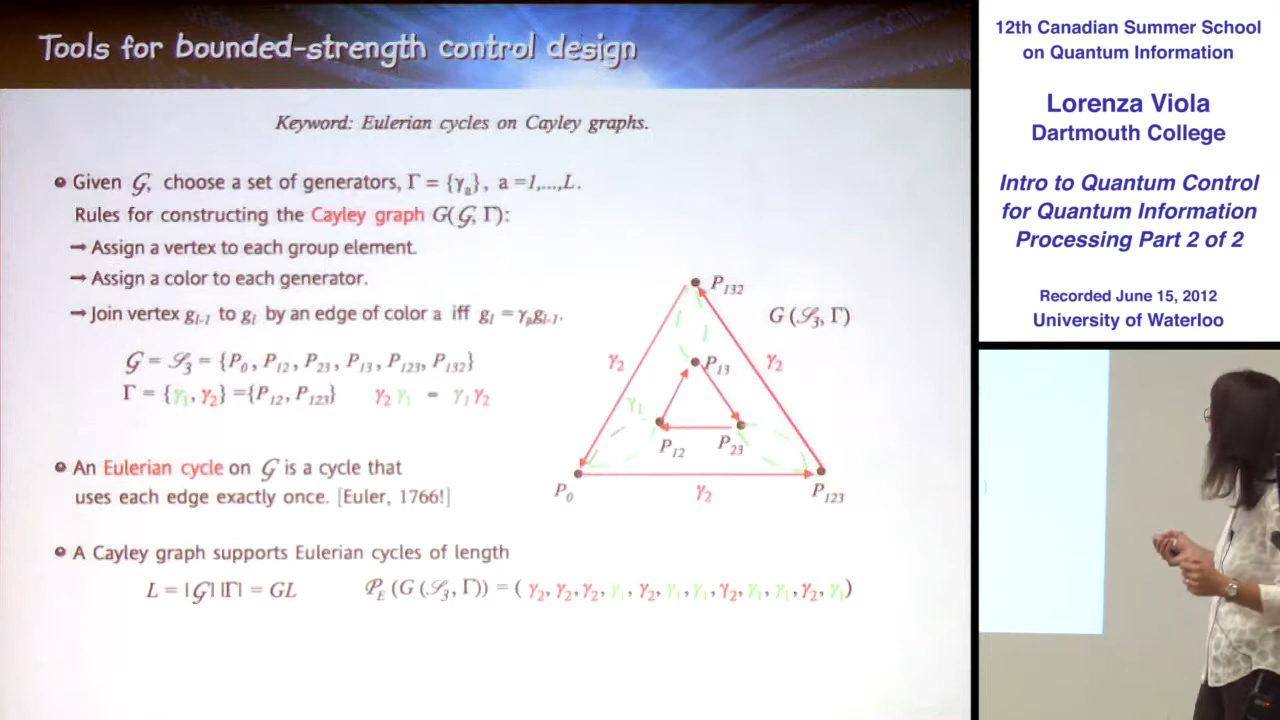 Tools for bounded-strength control design
Keyword: Eulerian cycles on Cayley graphs.
• Given 𝒢, choose a set of generators, Γ = {γₐ}, a =1,...,L.
Rules for constructing the Cayley graph G(𝒢, Γ):
→ Assign a vertex to each group element.
→ Assign a color to each generator.
→ Join vertex g_{l-1} to g_l by an edge of color a iff g_l = γ_a g_{l-1}.
𝒢 = 𝒮₃ = {P₀, P₁₂, P₂₃, P₁₃, P₁₂₃, P₁₃₂}
Γ = {γ₁, γ₂} ={P₁₂, P₁₂₃} γ₂ γ₁ = γ₁ γ₂
• An Eulerian cycle on 𝒢 is a cycle that
uses each edge exactly once. [Euler, 1766!]
• A Cayley graph supports Eulerian cycles of length
L = |𝒢| |Γ| = GL 𝒫_E (G (𝒮₃, Γ)) = ( γ₂, γ₂, γ₂, γ₁, γ₂, γ₁, γ₁, γ₂, γ₁, γ₁, γ₂, γ₁)
P₁₃₂
G (𝒮₃, Γ)
γ₂
P₁₃
γ₂
γ₁
P₁₂
P₂₃
P₀
γ₂
P₁₂₃
12th Canadian Summer School
on Quantum Information
Lorenza Viola
Dartmouth College
Intro to Quantum Control
for Quantum Information
Processing Part 2 of 2
Recorded June 15, 2012
University of Waterloo